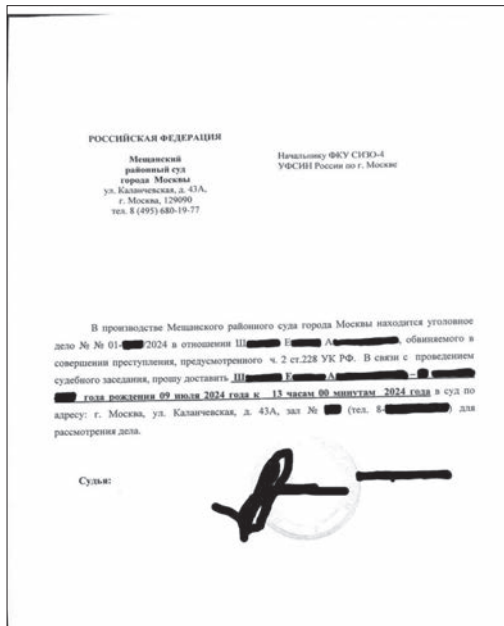 РОССИЙСКАЯ ФЕДЕРАЦИЯ
Мещанский
районный суд
города Москвы
ул. Каланчевская, д. 43А,
г. Москва, 129090
тел. 8 (495) 680-19-77
Начальнику ФКУ СИЗО-4
УФСИН России по г. Москве
В производстве Мещанского районного суда города Москвы находится уголовное
дело № № 01- /2024 в отношении Ш Е А , обвиняемого в
совершении преступления, предусмотренного ч. 2 ст.228 УК РФ. В связи с проведением
судебного заседания, прошу доставить Ш Е А –
года рождения 09 июля 2024 года к 13 часам 00 минутам 2024 года в суд по
адресу: г. Москва, ул. Каланчевская, д. 43А, зал № (тел. 8- ) для
рассмотрения дела.
Судья: